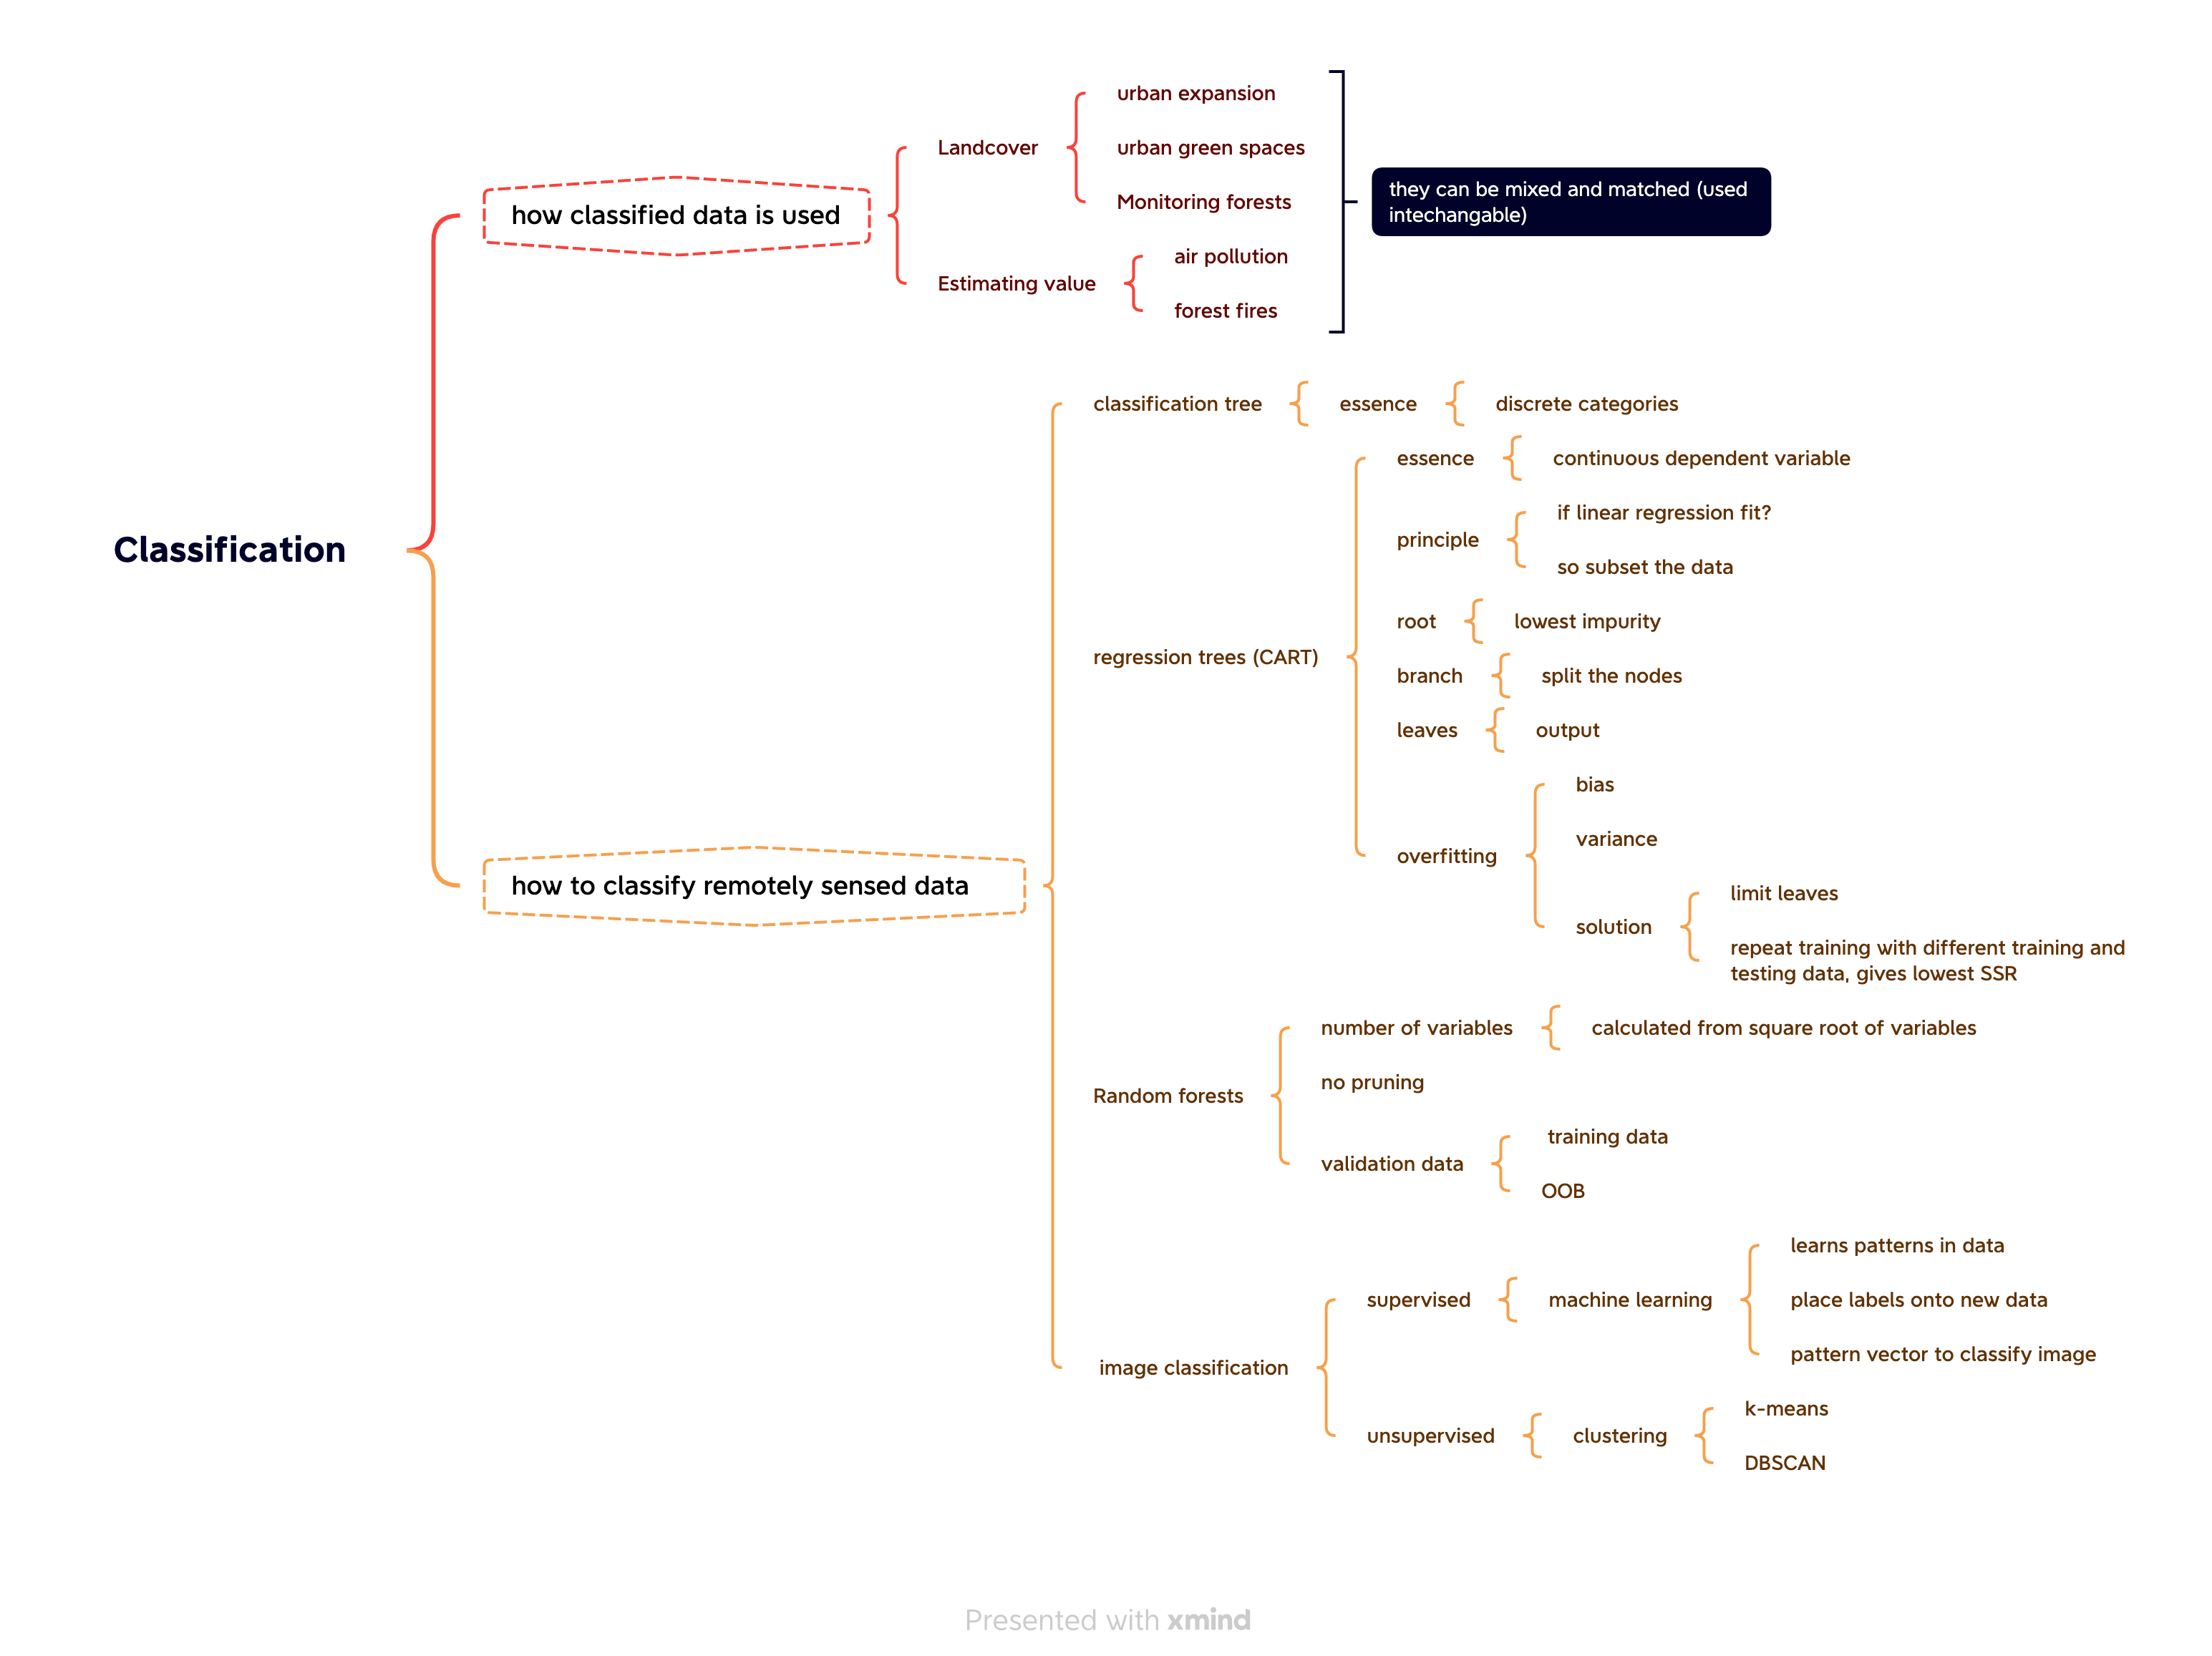 Classification
how classified data is used
Landcover
urban expansion
urban green spaces
Monitoring forests
Estimating value
air pollution
forest fires
they can be mixed and matched (used
intechangable)
how to classify remotely sensed data
classification tree
essence
discrete categories
regression trees (CART)
essence
continuous dependent variable
principle
if linear regression fit?
so subset the data
root
lowest impurity
branch
split the nodes
leaves
output
overfitting
bias
variance
solution
limit leaves
repeat training with different training and
testing data, gives lowest SSR
Random forests
number of variables
calculated from square root of variables
no pruning
validation data
training data
OOB
image classification
supervised
machine learning
learns patterns in data
place labels onto new data
pattern vector to classify image
unsupervised
clustering
k-means
DBSCAN
Presented with xmind